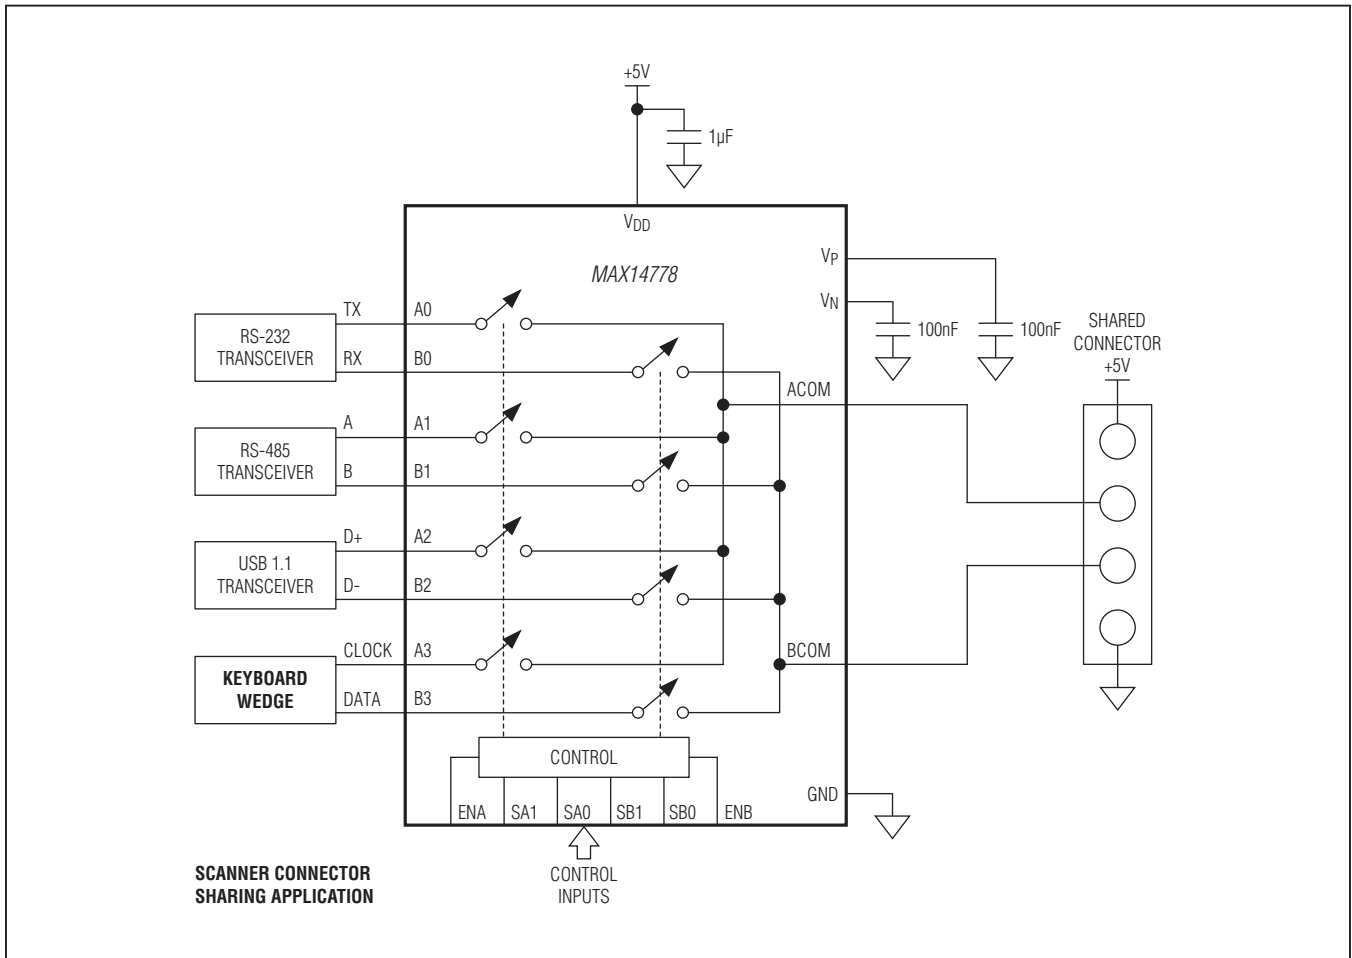 +5V
1µF
VDD
MAX14778
VP
VN
100nF
100nF
SHARED
CONNECTOR
+5V
RS-232
TRANSCEIVER
TX
RX
A0
B0
ACOM
RS-485
TRANSCEIVER
A
B
A1
B1
USB 1.1
TRANSCEIVER
D+
D-
A2
B2
KEYBOARD
WEDGE
CLOCK
DATA
A3
B3
BCOM
CONTROL
GND
ENA
SA1
SA0
SB1
SB0
ENB
CONTROL
INPUTS
SCANNER CONNECTOR
SHARING APPLICATION